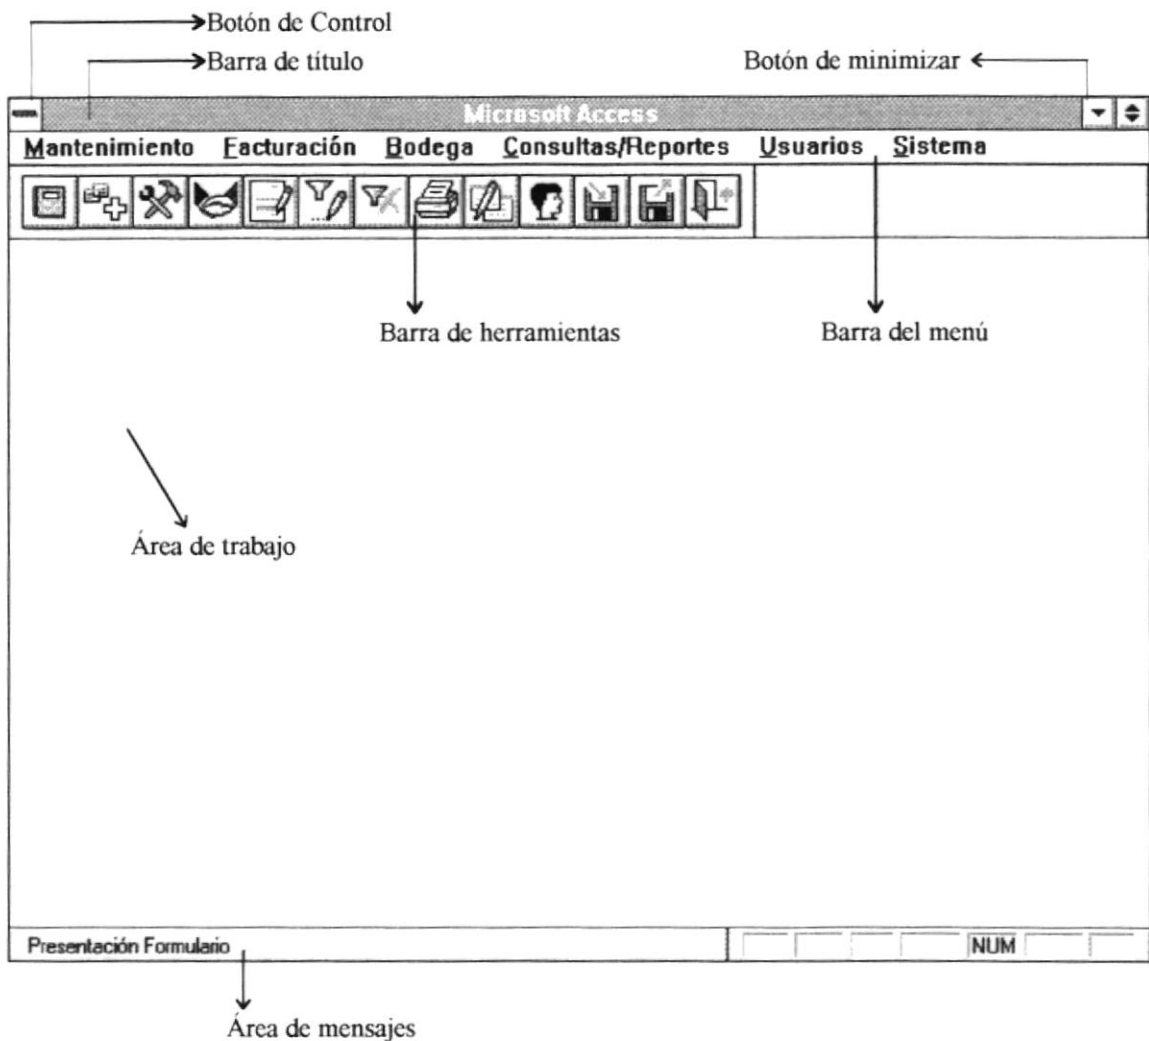 Botón de Control
Barra de título
Botón de minimizar
Microsoft Access
Mantenimiento Facturación Bodega Consultas/Reportes Usuarios Sistema
Barra de herramientas
Barra del menú
Área de trabajo
Presentación Formulario
NUM
Área de mensajes